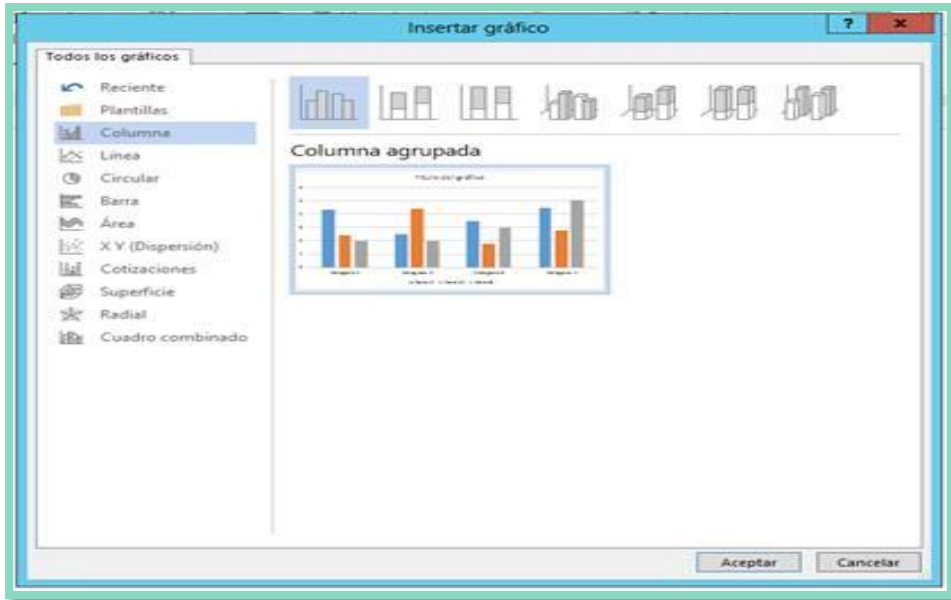 Insertar gráfico
?
Todos los gráficos
Reciente
Plantillas
Columna
Línea
Circular
Barra
Área
X Y (Dispersión)
Cotizaciones
Superficie
Radial
Cuadro combinado
Columna agrupada
Aceptar
Cancelar